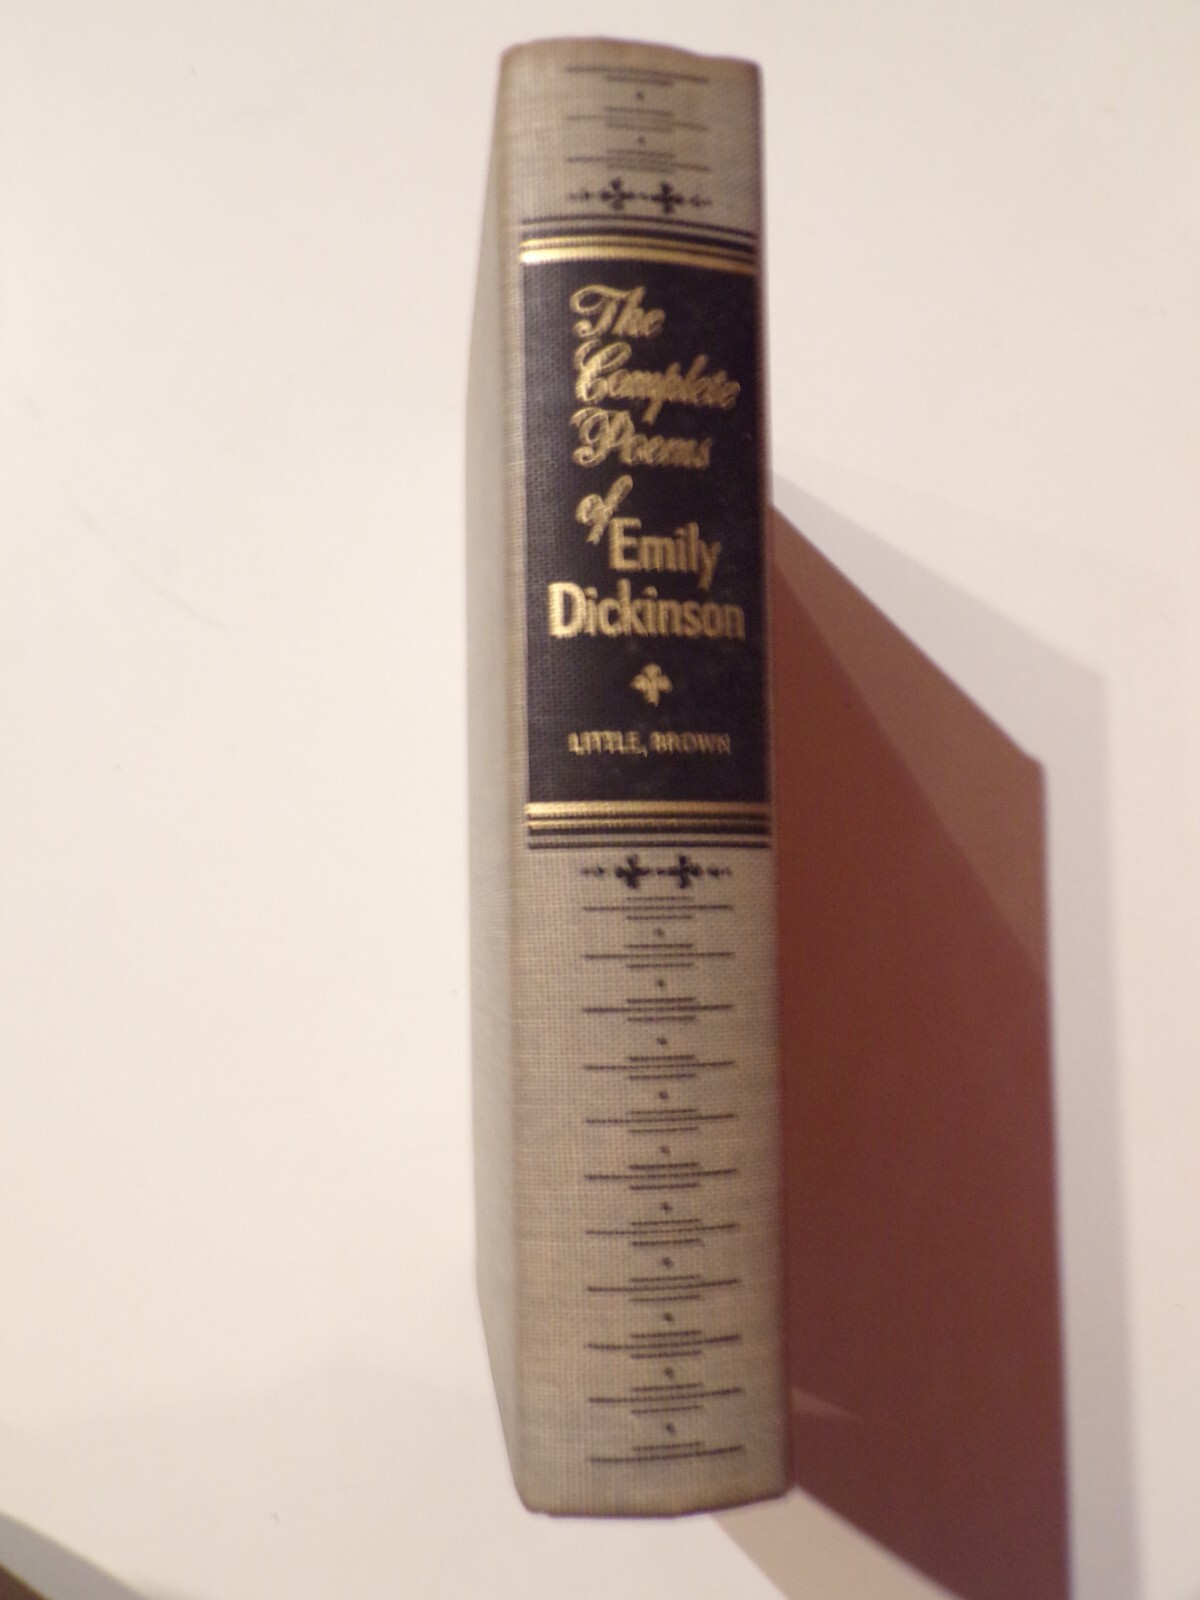 The
Complete
Poems
of
Emily
Dickinson
LITTLE, BROWN